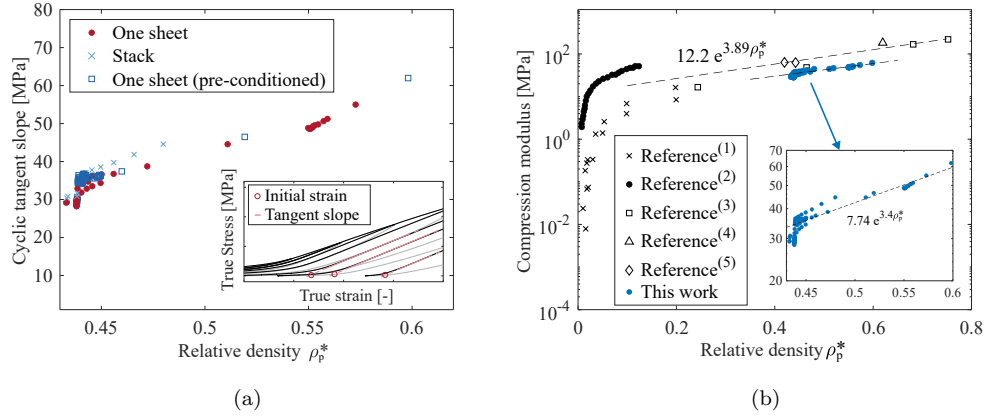 80
70
60
50
40
30
20
10
Cyclic tangent slope [MPa]
One sheet
Stack
One sheet (pre-conditioned)
True Stress [MPa]
Initial strain
Tangent slope
True strain [-]
0.45 0.5 0.55 0.6
Relative density ρ*p
(a)
10^2
10^0
10^-2
10^-4
Compression modulus [MPa]
12.2 e^3.89ρ*p
Reference(1)
Reference(2)
Reference(3)
Reference(4)
Reference(5)
This work
70
60
50
40
30
20
7.74 e^3.4ρ*p
0.45 0.5 0.55 0.6
0 0.2 0.4 0.6 0.8
Relative density ρ*p
(b)